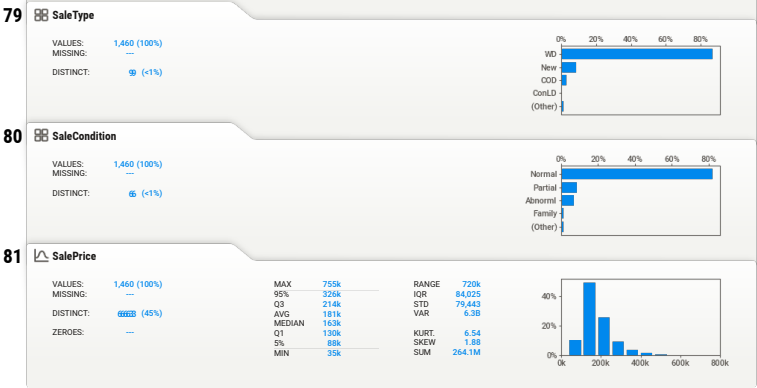 79 SaleType
VALUES: 1,460 (100%)
MISSING: ---
DISTINCT: 9 (<1%)
0% 20% 40% 60% 80%
WD
New
COD
ConLD
(Other)
80 SaleCondition
VALUES: 1,460 (100%)
MISSING: ---
DISTINCT: 6 (<1%)
0% 20% 40% 60% 80%
Normal
Partial
Abnorml
Family
(Other)
81 SalePrice
VALUES: 1,460 (100%)
MISSING: ---
DISTINCT: (45%)
ZEROES: ---
MAX 755k
95% 326k
Q3 214k
AVG 181k
MEDIAN 163k
Q1 130k
5% 88k
MIN 35k
RANGE 720k
IQR 84,025
STD 79,443
VAR 6.3B
KURT. 6.54
SKEW 1.88
SUM 264.1M
40%
20%
0%
0k 200k 400k 600k 800k